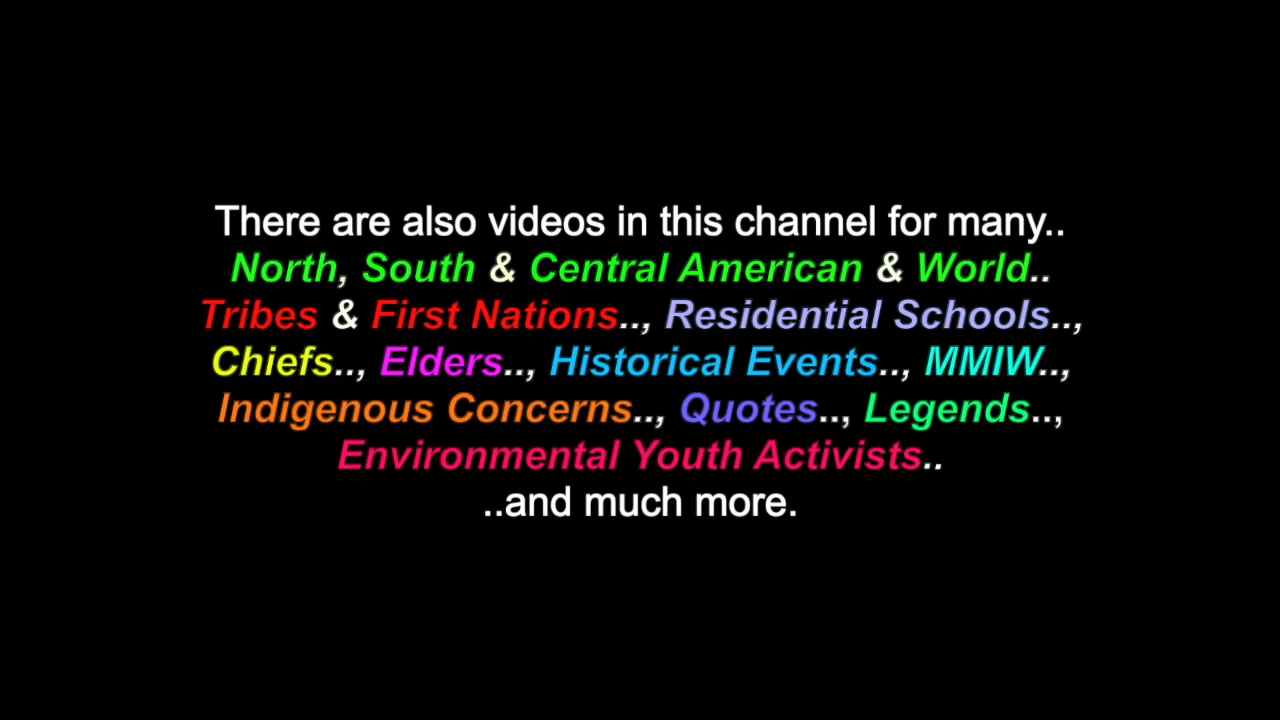 There are also videos in this channel for many..
North, South & Central American & World..
Tribes & First Nations.., Residential Schools..,
Chiefs.., Elders.., Historical Events.., MMIW..,
Indigenous Concerns.., Quotes.., Legends..,
Environmental Youth Activists..
..and much more.